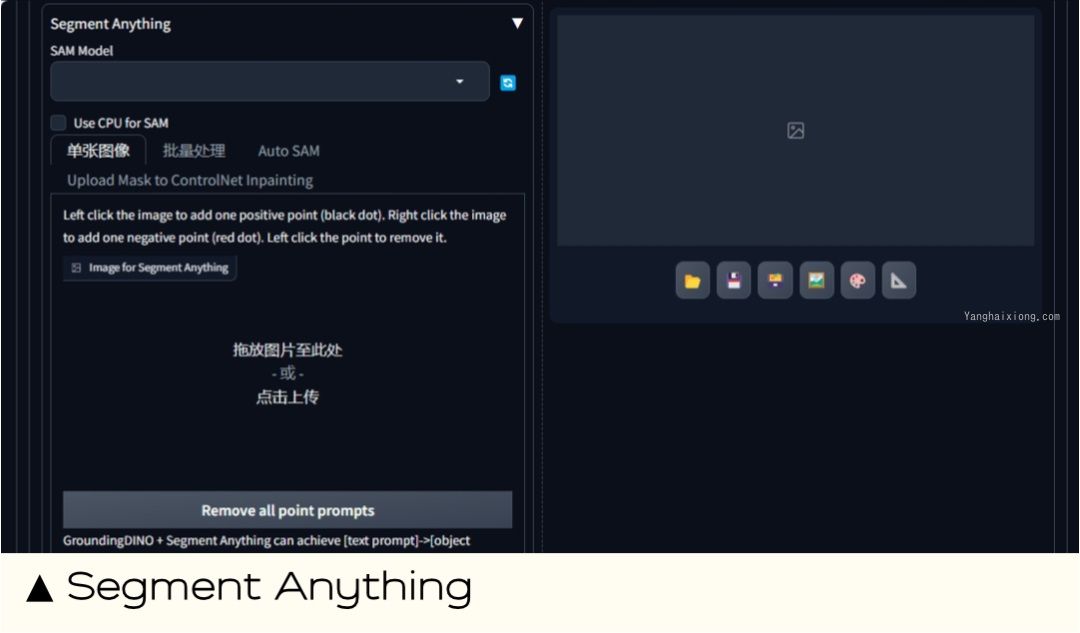 Segment Anything
SAM Model
Use CPU for SAM
单张图像 批量处理 Auto SAM
Upload Mask to ControlNet Inpainting
Left click the image to add one positive point (black dot). Right click the image
to add one negative point (red dot). Left click the point to remove it.
Image for Segment Anything
拖放图片至此处
- 或 -
点击上传
Remove all point prompts
GroundingDINO + Segment Anything can achieve [text prompt]->[object
Yanghaixiong.com
▲ Segment Anything